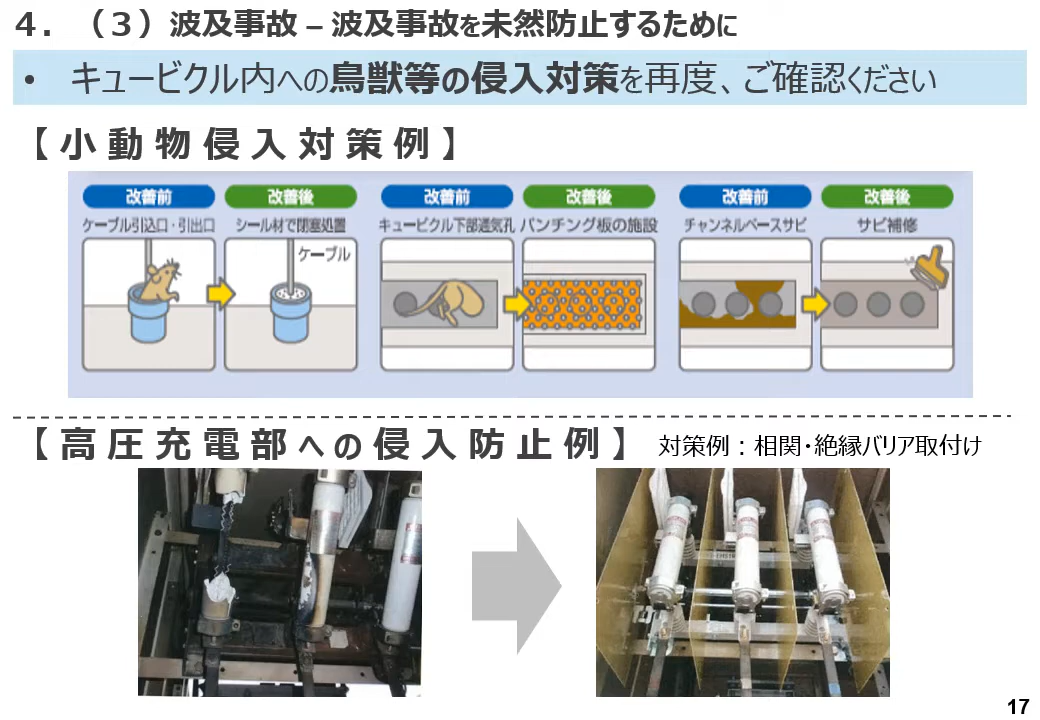 ４．（３）波及事故 – 波及事故を未然防止するために
• キュービクル内への鳥獣等の侵入対策を再度、ご確認ください
【小動物侵入対策例】
改善前 改善後 改善前 改善後 改善前 改善後
ケーブル引込口・引出口 シール材で閉塞処置 キュービクル下部通気孔 パンチング板の施設 チャンネルベースサビ サビ補修
ケーブル
【高圧充電部への侵入防止例】 対策例：相関・絶縁バリア取付け
17